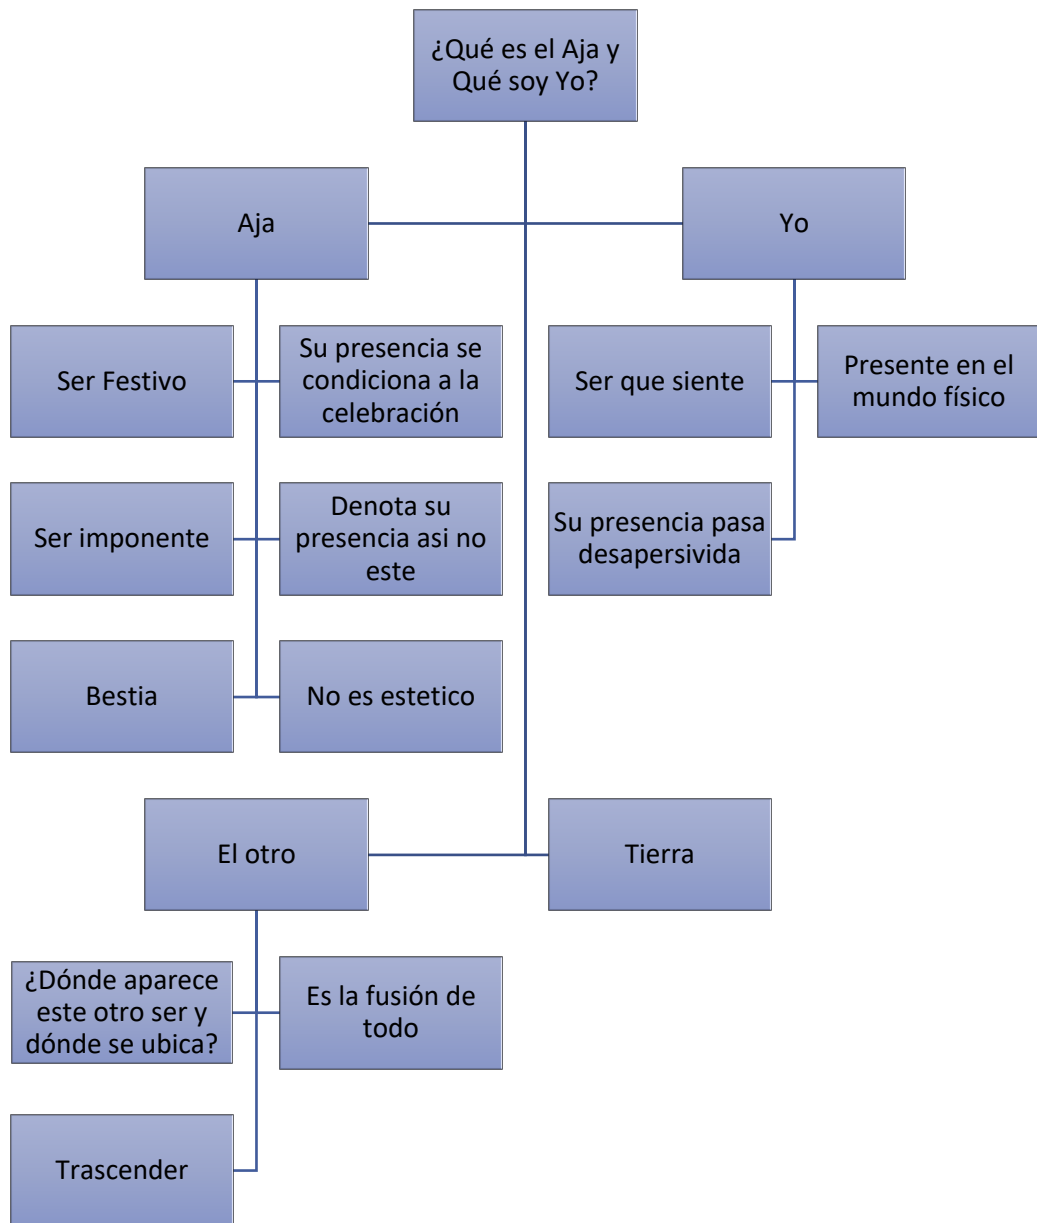 ¿Qué es el Aja y
Qué soy Yo?
Aja
Yo
Ser Festivo
Su presencia se
condiciona a la
celebración
Ser que siente
Presente en el
mundo físico
Ser imponente
Denota su
presencia asi no
este
Su presencia pasa
desapersivida
Bestia
No es estetico
El otro
Tierra
¿Dónde aparece
este otro ser y
dónde se ubica?
Es la fusión de
todo
Trascender